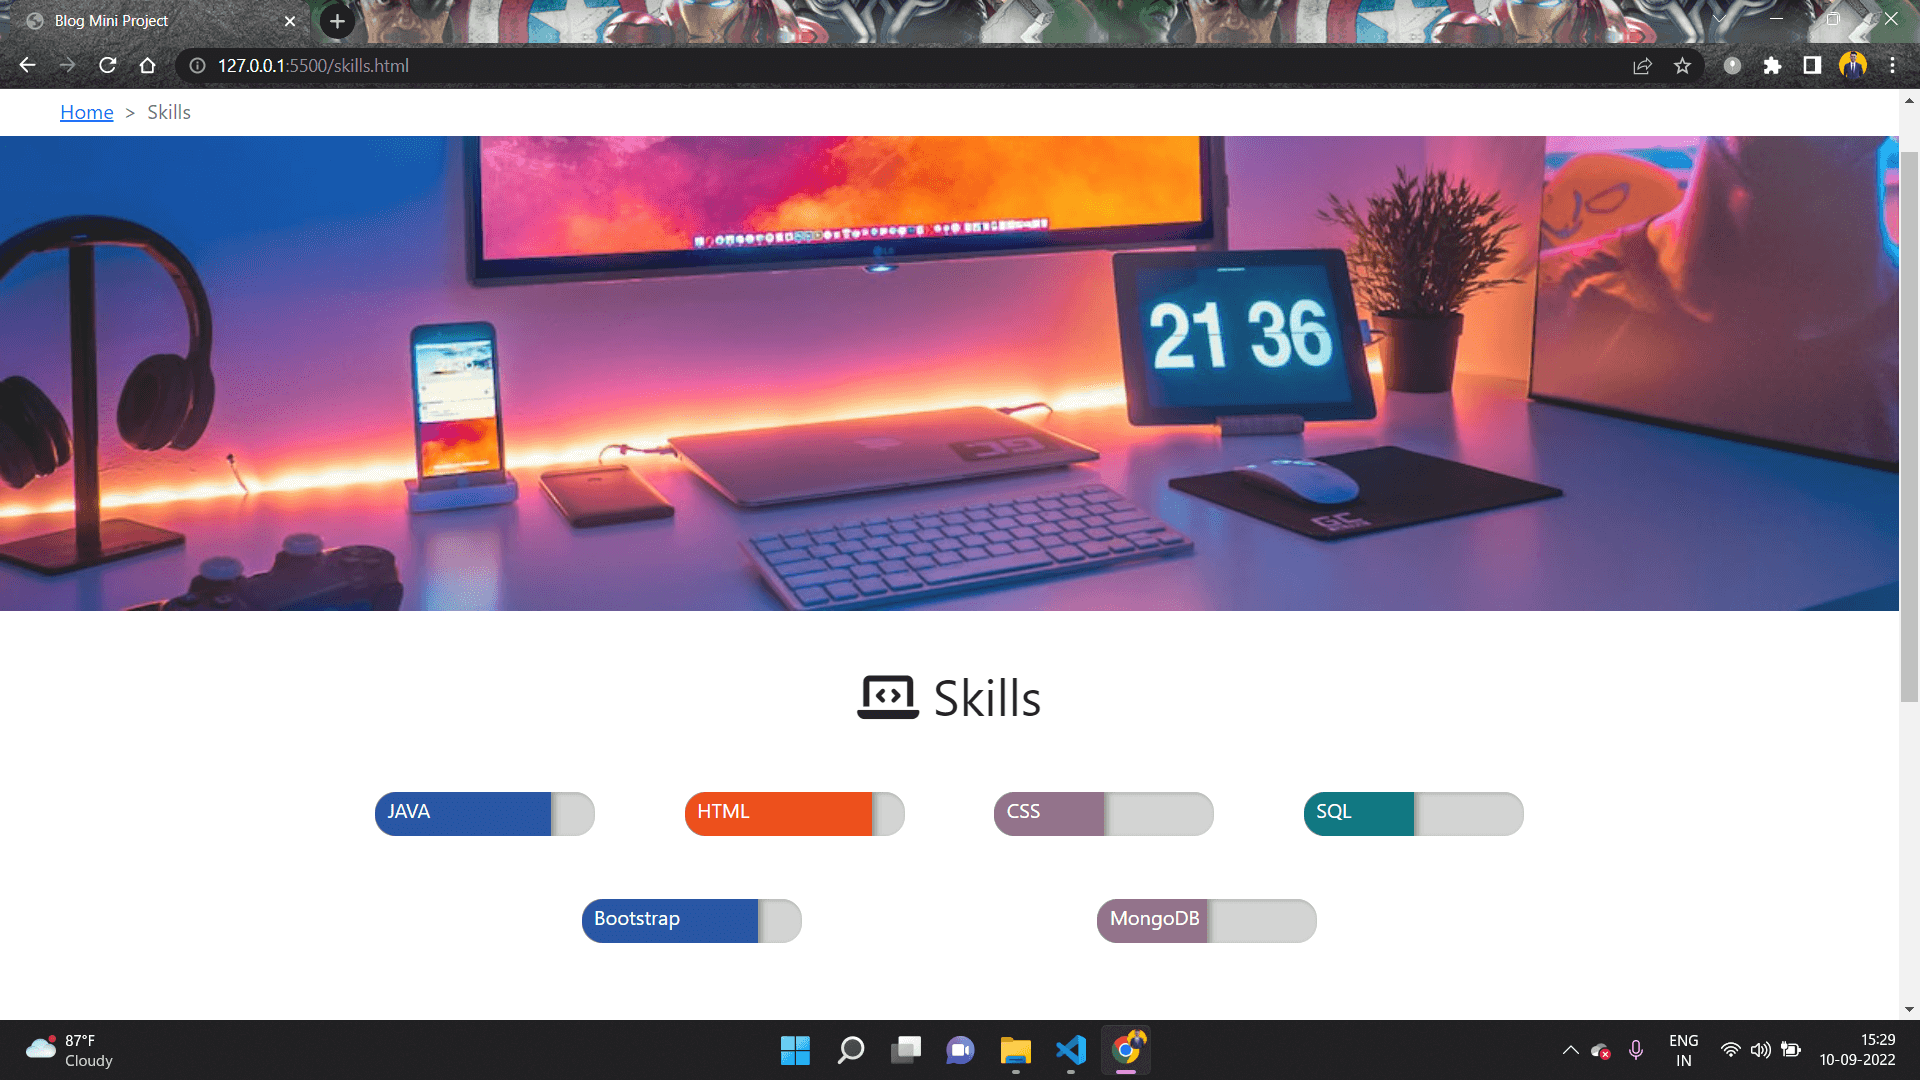 Blog Mini Project
127.0.0.1:5500/skills.html
Home > Skills
21 36
GC
Skills
JAVA
HTML
CSS
SQL
Bootstrap
MongoDB
87°F
Cloudy
ENG
IN
15:29
10-09-2022